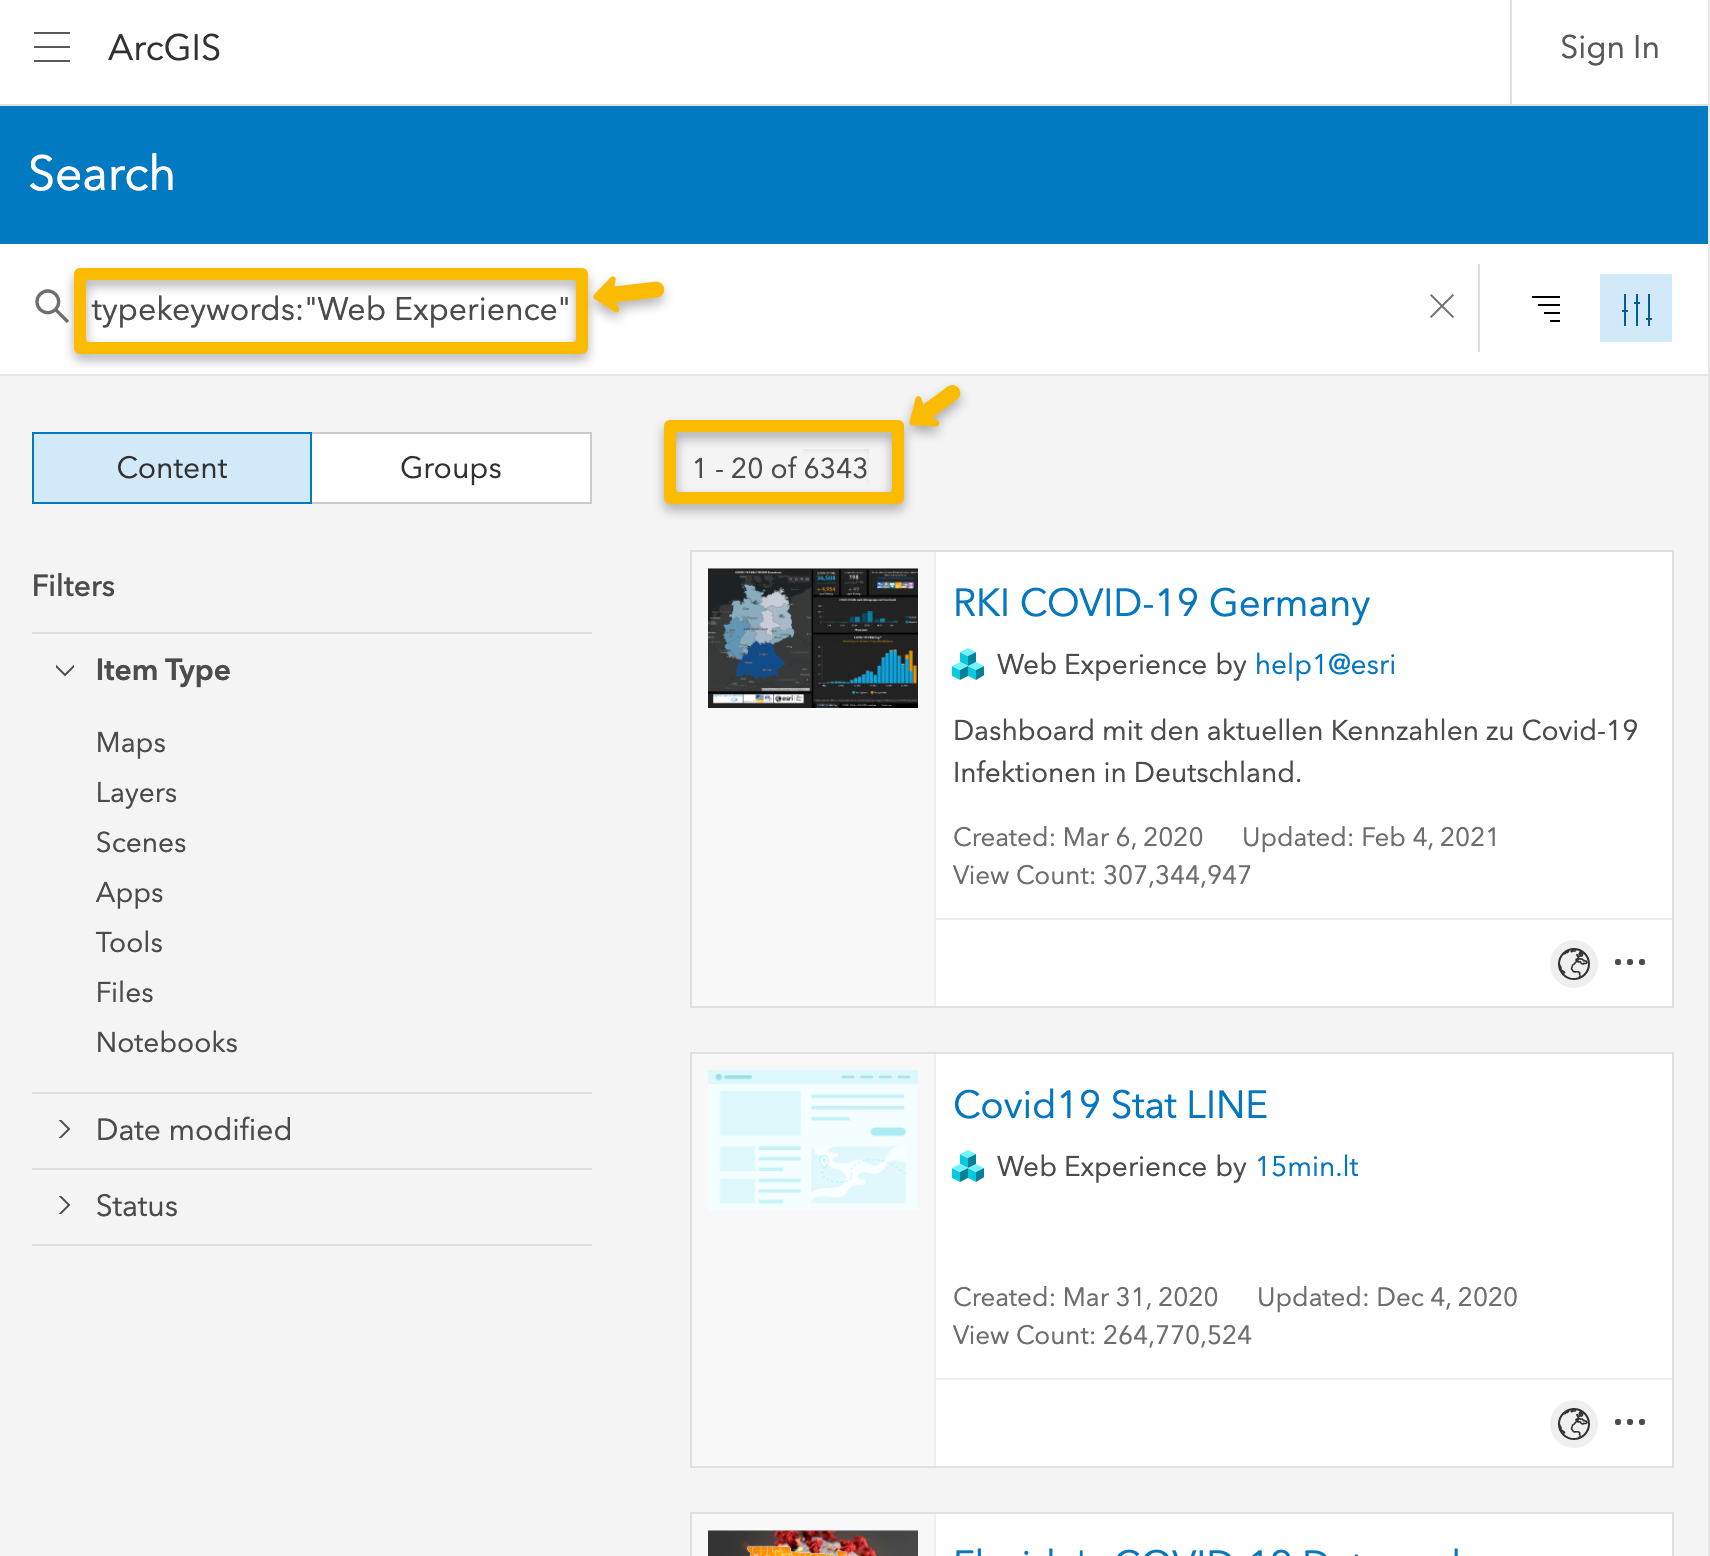 ArcGIS
Sign In
Search
typekeywords:"Web Experience"
Content
Groups
1 - 20 of 6343
Filters
Item Type
Maps
Layers
Scenes
Apps
Tools
Files
Notebooks
Date modified
Status
RKI COVID-19 Germany
Web Experience by help1@esri
Dashboard mit den aktuellen Kennzahlen zu Covid-19
Infektionen in Deutschland.
Created: Mar 6, 2020 Updated: Feb 4, 2021
View Count: 307,344,947
Covid19 Stat LINE
Web Experience by 15min.lt
Created: Mar 31, 2020 Updated: Dec 4, 2020
View Count: 264,770,524